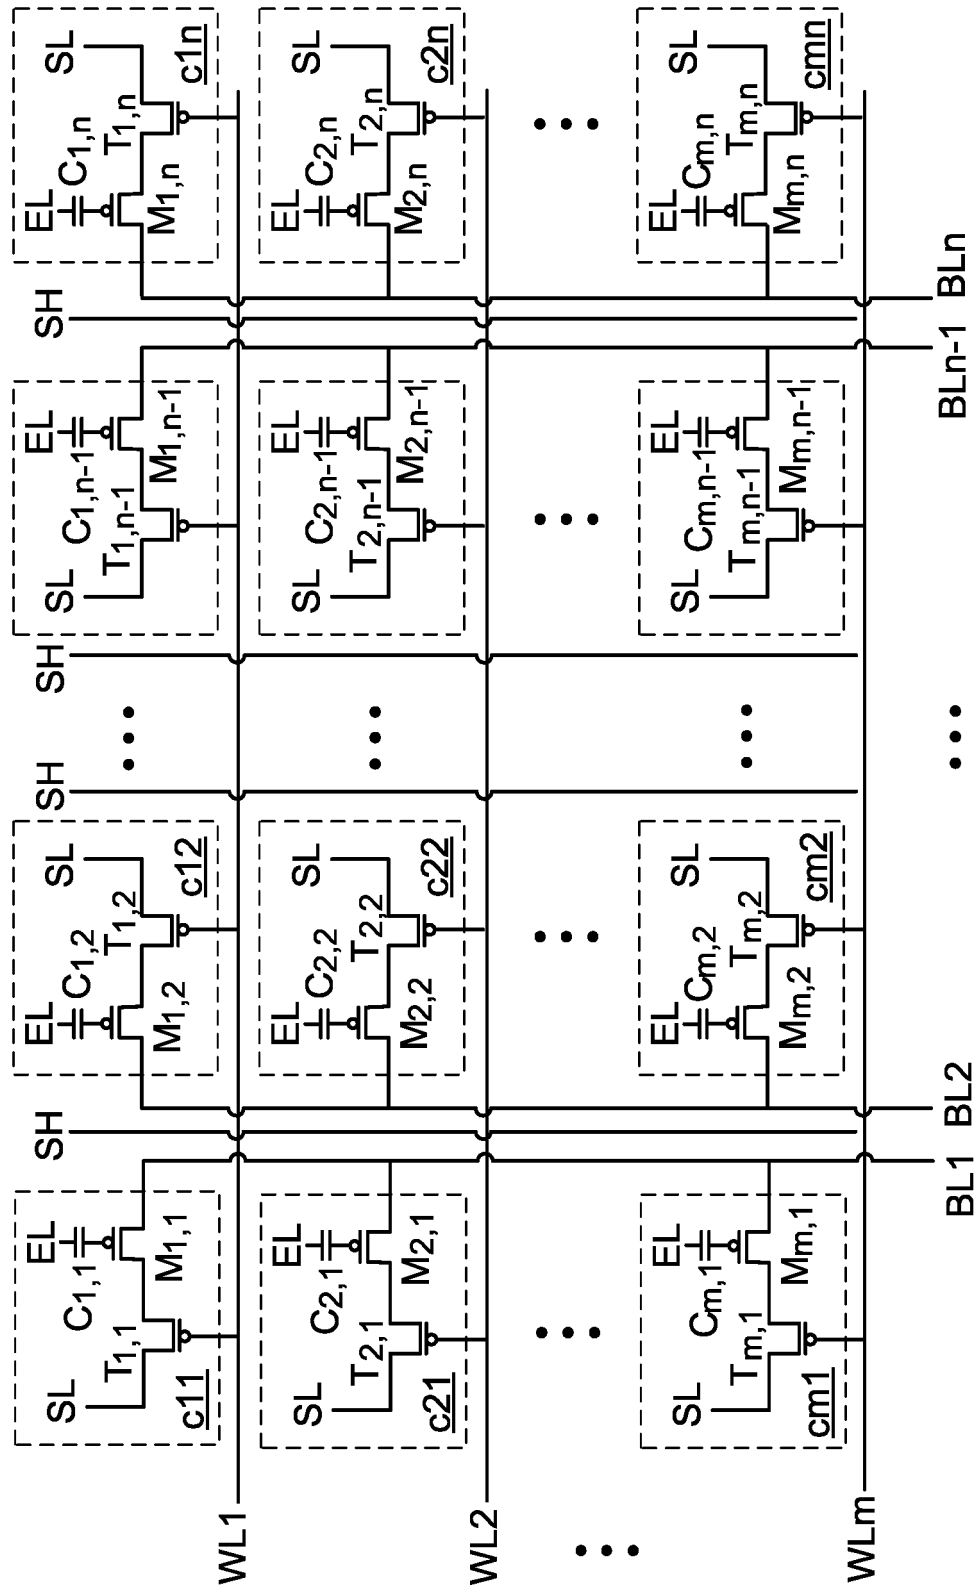 SL EL SH EL SL SH SH SL EL SH EL SL
C1,1 C1,2 C1,n-1 C1,n
T1,1 T1,2 T1,n-1 T1,n
M1,1 M1,2 M1,n-1 M1,n
c11 c12 c1n
WL1
SL EL EL SL SL EL EL SL
C2,1 C2,2 C2,n-1 C2,n
T2,1 T2,2 T2,n-1 T2,n
M2,1 M2,2 M2,n-1 M2,n
c21 c22 c2n
WL2
SL EL EL SL SL EL EL SL
Cm,1 Cm,2 Cm,n-1 Cm,n
Tm,1 Tm,2 Tm,n-1 Tm,n
Mm,1 Mm,2 Mm,n-1 Mm,n
cm1 cm2 cmn
WLm
BL1 BL2 BLn-1 BLn